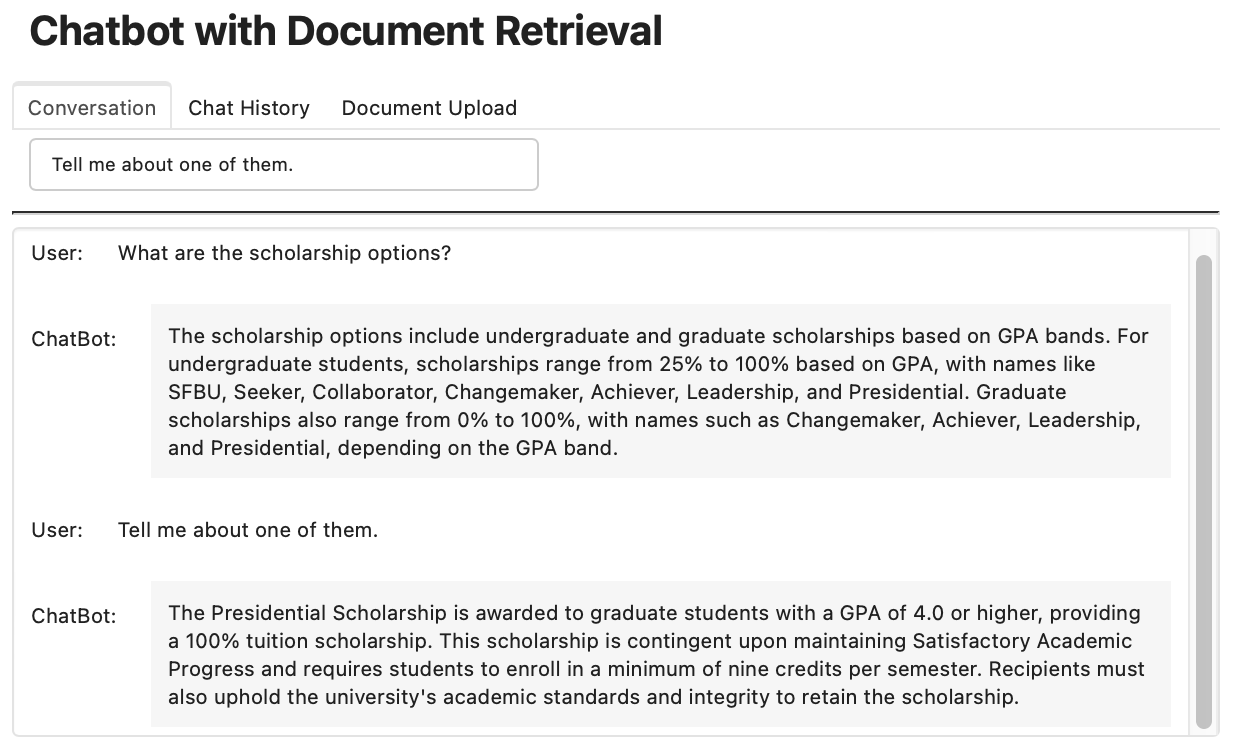 Chatbot with Document Retrieval
Conversation Chat History Document Upload
Tell me about one of them.
User: What are the scholarship options?
ChatBot: The scholarship options include undergraduate and graduate scholarships based on GPA bands. For
undergraduate students, scholarships range from 25% to 100% based on GPA, with names like
SFBU, Seeker, Collaborator, Changemaker, Achiever, Leadership, and Presidential. Graduate
scholarships also range from 0% to 100%, with names such as Changemaker, Achiever, Leadership,
and Presidential, depending on the GPA band.
User: Tell me about one of them.
ChatBot: The Presidential Scholarship is awarded to graduate students with a GPA of 4.0 or higher, providing
a 100% tuition scholarship. This scholarship is contingent upon maintaining Satisfactory Academic
Progress and requires students to enroll in a minimum of nine credits per semester. Recipients must
also uphold the university's academic standards and integrity to retain the scholarship.